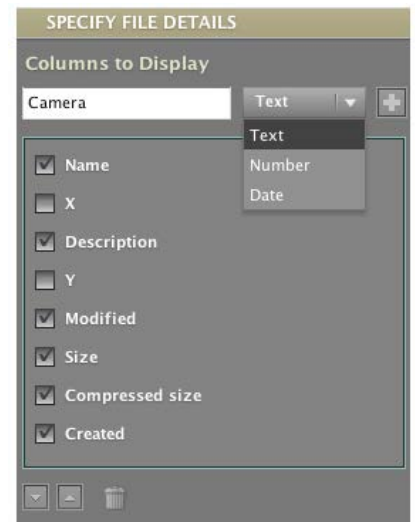 SPECIFY FILE DETAILS
Columns to Display
Camera Text
Text
Number
Date
Name
X
Description
Y
Modified
Size
Compressed size
Created